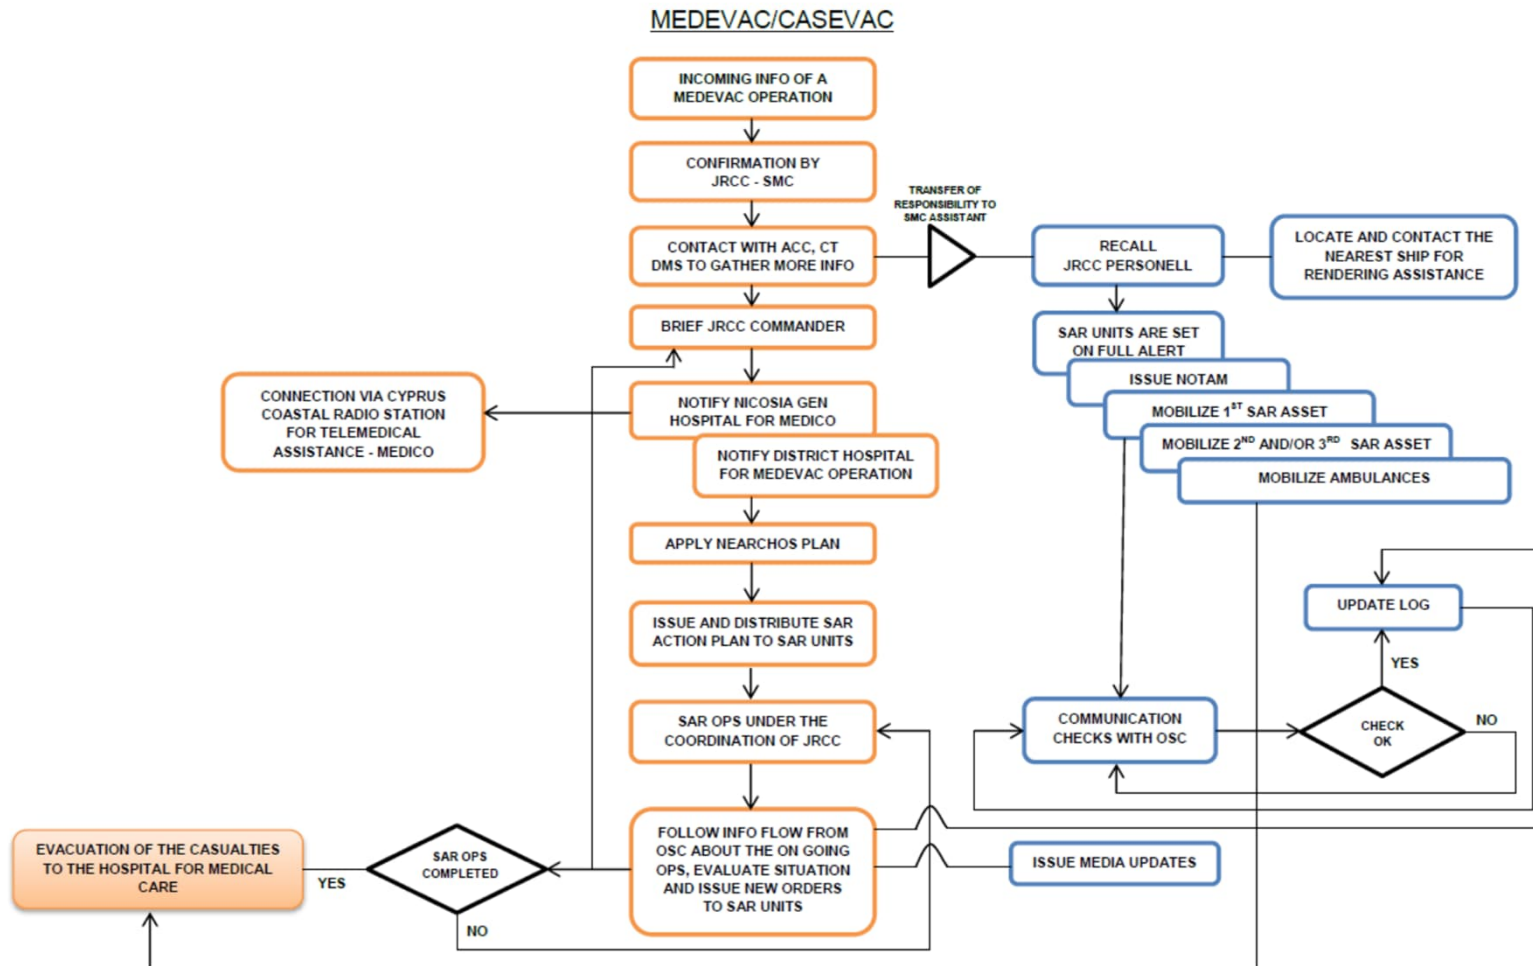 MEDEVAC/CASEVAC
INCOMING INFO OF A
MEDEVAC OPERATION
CONFIRMATION BY
JRCC - SMC
CONTACT WITH ACC, CT
DMS TO GATHER MORE INFO
TRANSFER OF
RESPONSIBILITY TO
SMC ASSISTANT
RECALL
JRCC PERSONELL
LOCATE AND CONTACT THE
NEAREST SHIP FOR
RENDERING ASSISTANCE
BRIEF JRCC COMMANDER
SAR UNITS ARE SET
ON FULL ALERT
ISSUE NOTAM
MOBILIZE 1ST SAR ASSET
MOBILIZE 2ND AND/OR 3RD SAR ASSET
MOBILIZE AMBULANCES
CONNECTION VIA CYPRUS
COASTAL RADIO STATION
FOR TELEMEDICAL
ASSISTANCE - MEDICO
NOTIFY NICOSIA GEN
HOSPITAL FOR MEDICO
NOTIFY DISTRICT HOSPITAL
FOR MEDEVAC OPERATION
APPLY NEARCHOS PLAN
ISSUE AND DISTRIBUTE SAR
ACTION PLAN TO SAR UNITS
UPDATE LOG
YES
SAR OPS UNDER THE
COORDINATION OF JRCC
COMMUNICATION
CHECKS WITH OSC
CHECK
OK
NO
FOLLOW INFO FLOW FROM
OSC ABOUT THE ON GOING
OPS, EVALUATE SITUATION
AND ISSUE NEW ORDERS
TO SAR UNITS
ISSUE MEDIA UPDATES
SAR OPS
COMPLETED
YES
NO
EVACUATION OF THE CASUALTIES
TO THE HOSPITAL FOR MEDICAL
CARE